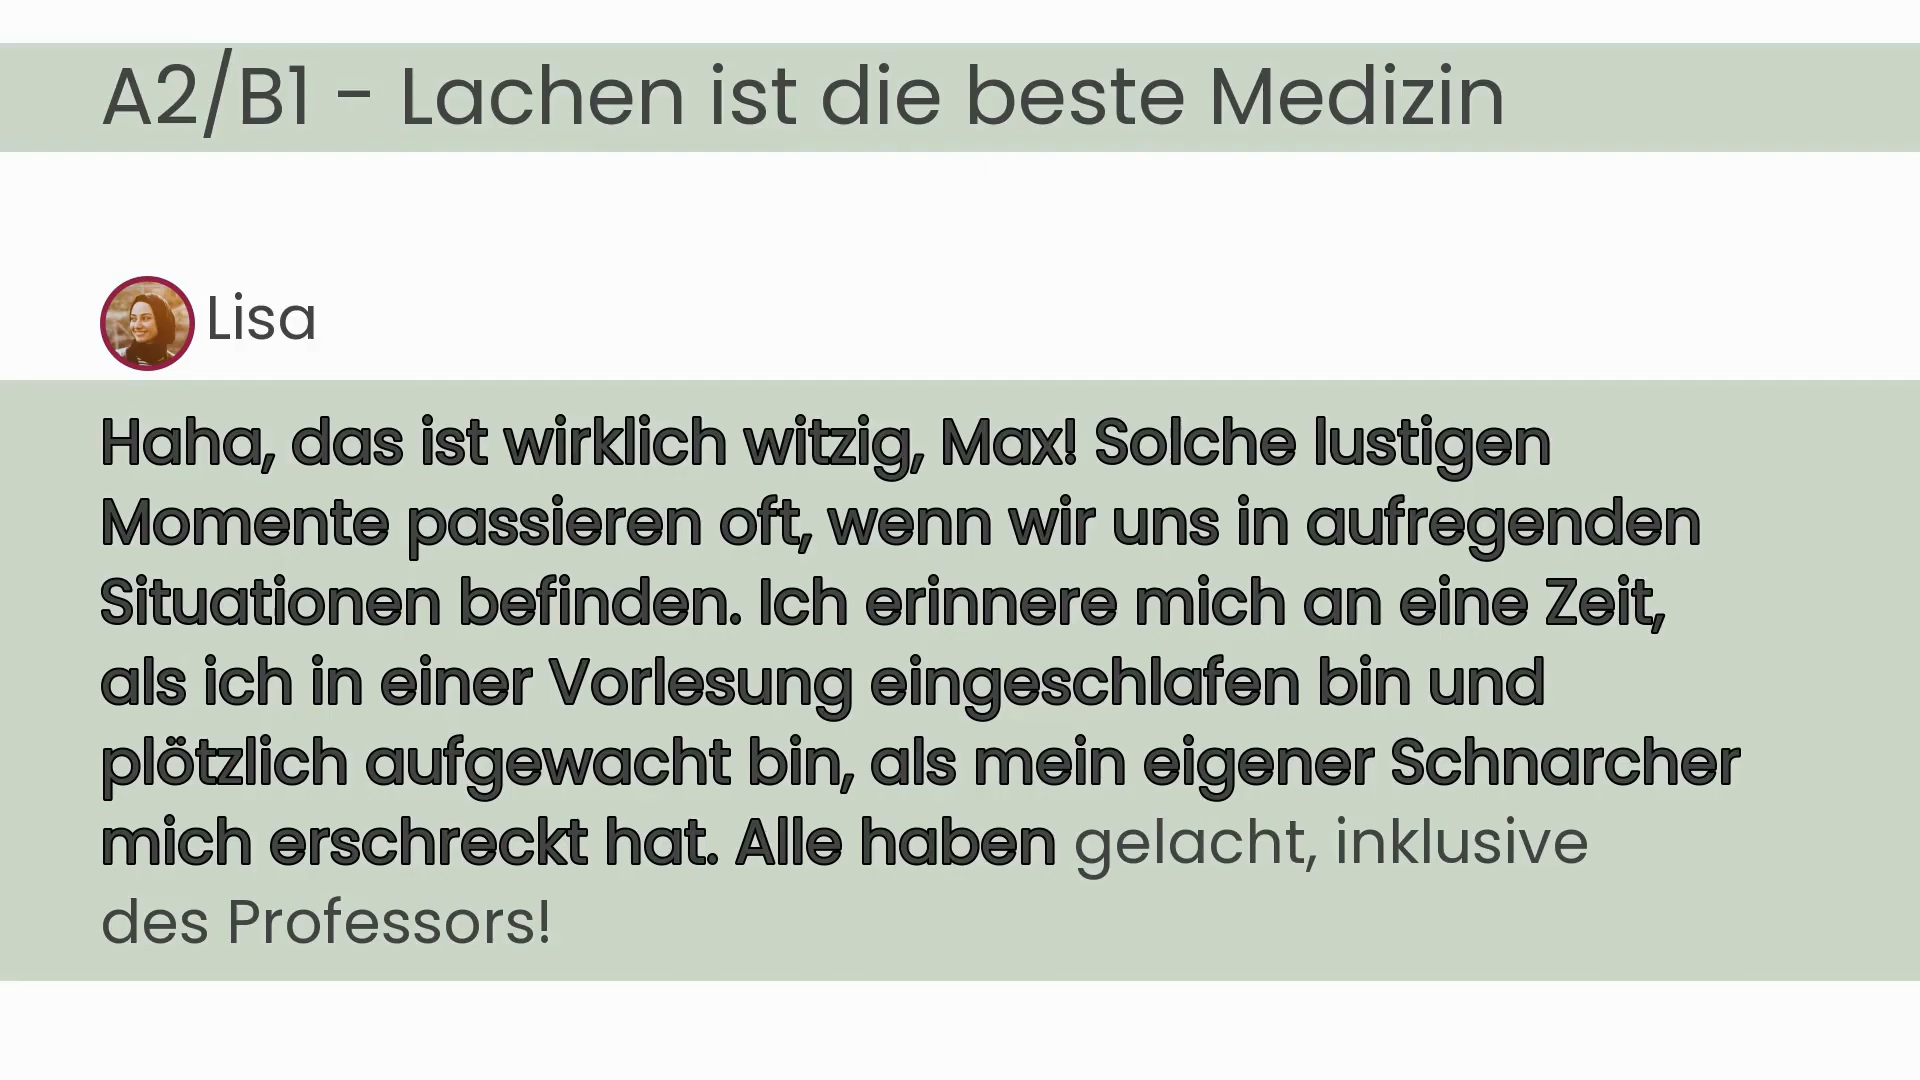 A2/B1 - Lachen ist die beste Medizin
Lisa
Haha, das ist wirklich witzig, Max! Solche lustigen
Momente passieren oft, wenn wir uns in aufregenden
Situationen befinden. Ich erinnere mich an eine Zeit,
als ich in einer Vorlesung eingeschlafen bin und
plötzlich aufgewacht bin, als mein eigener Schnarcher
mich erschreckt hat. Alle haben gelacht, inklusive
des Professors!